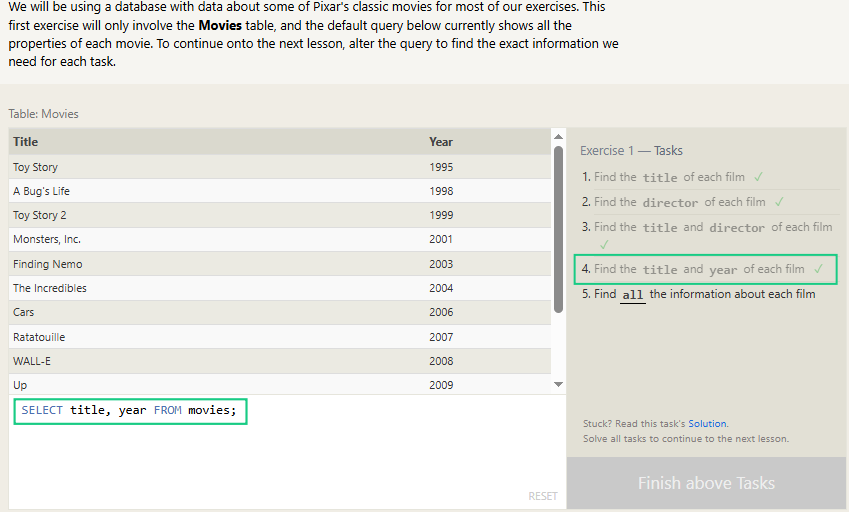 We will be using a database with data about some of Pixar's classic movies for most of our exercises. This
first exercise will only involve the Movies table, and the default query below currently shows all the
properties of each movie. To continue onto the next lesson, alter the query to find the exact information we
need for each task.
Table: Movies
Title Year
Toy Story 1995
A Bug's Life 1998
Toy Story 2 1999
Monsters, Inc. 2001
Finding Nemo 2003
The Incredibles 2004
Cars 2006
Ratatouille 2007
WALL-E 2008
Up 2009
SELECT title, year FROM movies;
RESET
Exercise 1 — Tasks
1. Find the title of each film ✓
2. Find the director of each film ✓
3. Find the title and director of each film
✓
4. Find the title and year of each film ✓
5. Find all the information about each film
Stuck? Read this task's Solution.
Solve all tasks to continue to the next lesson.
Finish above Tasks